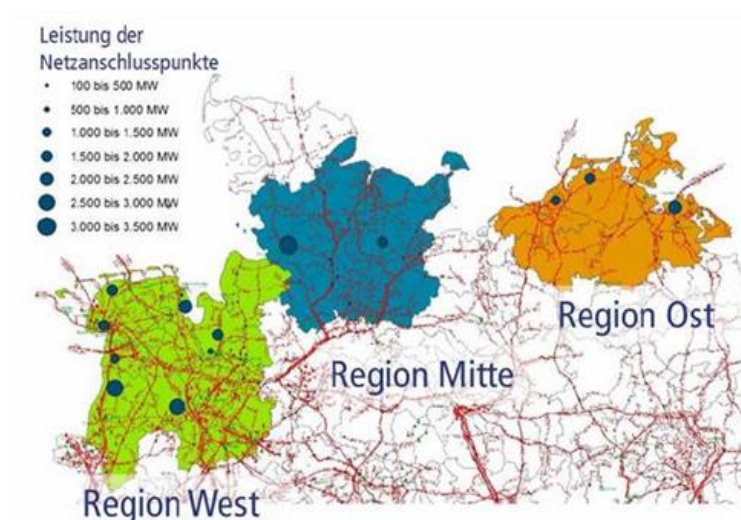 Leistung der
Netzanschlusspunkte
100 bis 500 MW
500 bis 1.000 MW
1.000 bis 1.500 MW
1.500 bis 2.000 MW
2.000 bis 2.500 MW
2.500 bis 3.000 MW
3.000 bis 3.500 MW
Region Ost
Region Mitte
Region West